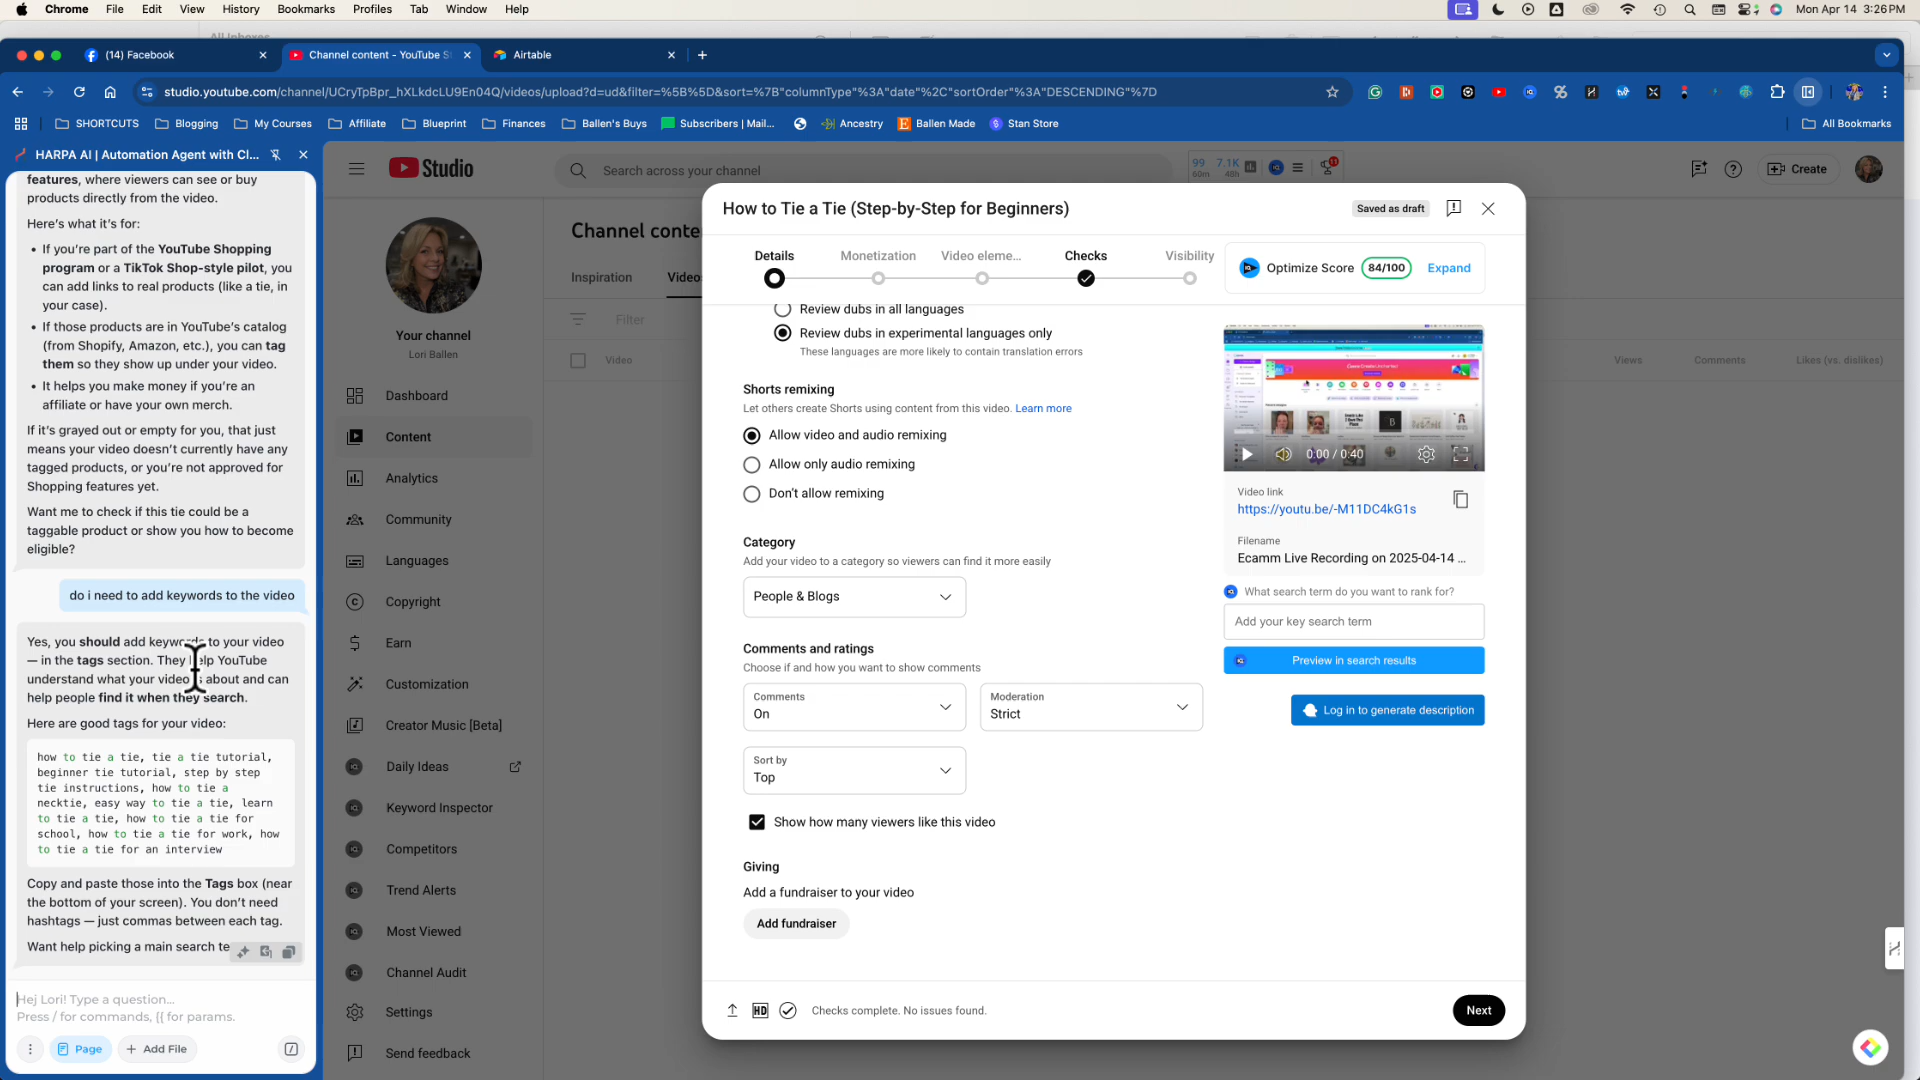 Chrome File Edit View History Bookmarks Profiles Tab Window Help
Mon Apr 14 3:26 PM
(14) Facebook
Channel content - YouTube S
Airtable
studio.youtube.com/channel/UCryTpBpr_hXLkdcLU9En04Q/videos/upload?d=ud&filter=%5B%5D&sort=%7B"columnType"%3A"date"%2C"sortOrder"%3A"DESCENDING"%7D
SHORTCUTS Blogging My Courses Affiliate Blueprint Finances Ballen's Buys Subscribers | Mail... Ancestry Ballen Made Stan Store All Bookmarks
HARPA AI | Automation Agent with Cl...
features, where viewers can see or buy
products directly from the video.
Here's what it's for:
• If you're part of the YouTube Shopping
program or a TikTok Shop-style pilot, you
can add links to real products (like a tie, in
your case).
• If those products are in YouTube's catalog
(from Shopify, Amazon, etc.), you can tag
them so they show up under your video.
• It helps you make money if you're an
affiliate or have your own merch.
If it's grayed out or empty for you, that just
means your video doesn't currently have any
tagged products, or you're not approved for
Shopping features yet.
Want me to check if this tie could be a
taggable product or show you how to become
eligible?
do i need to add keywords to the video
Yes, you should add keywords to your video
— in the tags section. They help YouTube
understand what your video is about and can
help people find it when they search.
Here are good tags for your video:
how to tie a tie, tie a tie tutorial,
beginner tie tutorial, step by step
tie instructions, how to tie a
necktie, easy way to tie a tie, learn
to tie a tie, how to tie a tie for
school, how to tie a tie for work, how
to tie a tie for an interview
Copy and paste those into the Tags box (near
the bottom of your screen). You don't need
hashtags — just commas between each tag.
Want help picking a main search te
Hej Lori! Type a question...
Press / for commands, {{ for params.
Page
+ Add File
Studio
Search across your channel
99 7.1K
60m 48h
Create
Your channel
Lori Ballen
Dashboard
Content
Analytics
Community
Languages
Copyright
Earn
Customization
Creator Music [Beta]
Daily Ideas
Keyword Inspector
Competitors
Trend Alerts
Most Viewed
Channel Audit
Settings
Send feedback
Channel conte
Inspiration
Videos
Filter
Video
Views
Comments
Likes (vs. dislikes)
How to Tie a Tie (Step-by-Step for Beginners)
Saved as draft
Details
Monetization
Video eleme...
Checks
Visibility
Optimize Score 84/100 Expand
Review dubs in all languages
Review dubs in experimental languages only
These languages are more likely to contain translation errors
Shorts remixing
Let others create Shorts using content from this video. Learn more
Allow video and audio remixing
Allow only audio remixing
Don't allow remixing
Category
Add your video to a category so viewers can find it more easily
People & Blogs
Comments and ratings
Choose if and how you want to show comments
Comments
On
Moderation
Strict
Sort by
Top
Show how many viewers like this video
Giving
Add a fundraiser to your video
Add fundraiser
0:00 / 0:40
Video link
https://youtu.be/-M11DC4kG1s
Filename
Ecamm Live Recording on 2025-04-14 ...
What search term do you want to rank for?
Add your key search term
Preview in search results
Log in to generate description
HD
Checks complete. No issues found.
Next